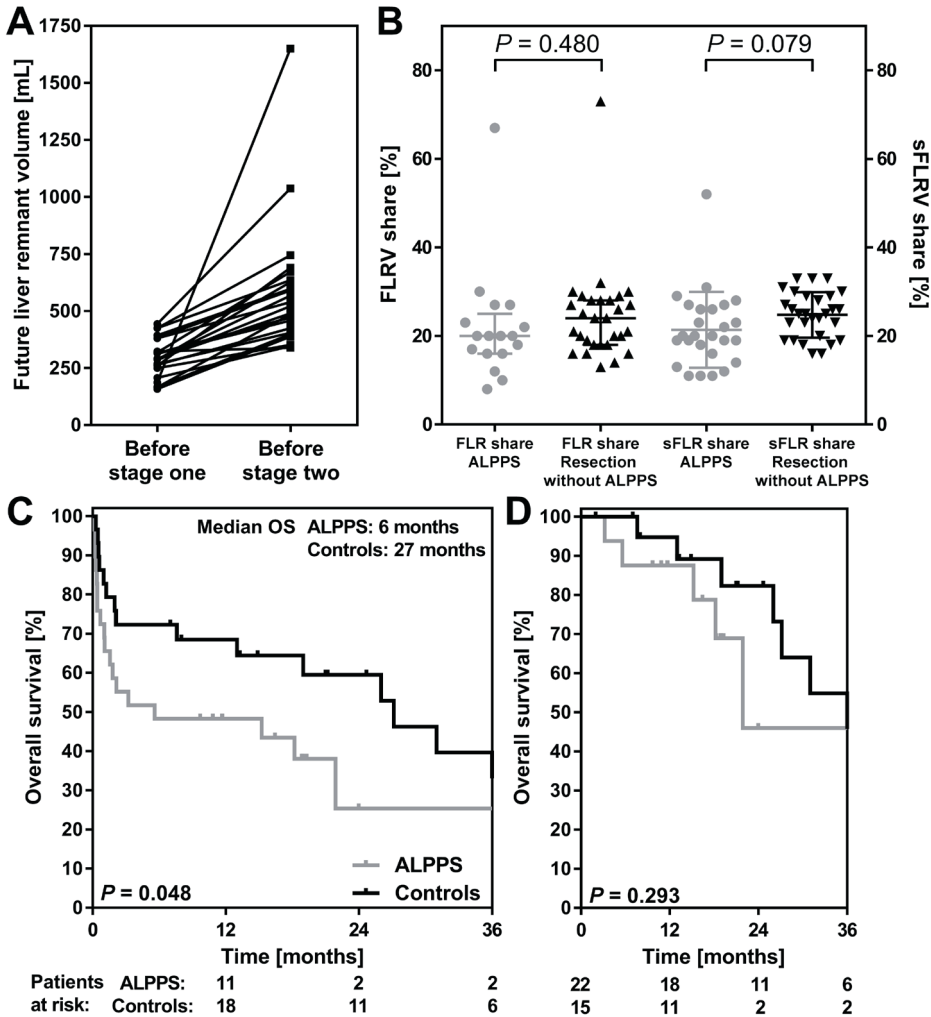 A
1750
1500
1250
1000
750
500
250
0
Future liver remnant volume [mL]
Before
stage one
Before
stage two
B
P = 0.480
P = 0.079
80
60
40
20
0
FLRV share [%]
80
60
40
20
0
sFLRV share [%]
FLR share
ALPPS
FLR share
Resection
without ALPPS
sFLR share
ALPPS
sFLR share
Resection
without ALPPS
C
Median OS ALPPS: 6 months
Controls: 27 months
100
90
80
70
60
50
40
30
20
10
0
Overall survival [%]
ALPPS
Controls
P = 0.048
0 12 24 36
Time [months]
Patients ALPPS: 11 2 2
at risk: Controls: 18 11 6
D
100
90
80
70
60
50
40
30
20
10
0
Overall survival [%]
P = 0.293
0 12 24 36
Time [months]
22 18 11 6
15 11 2 2